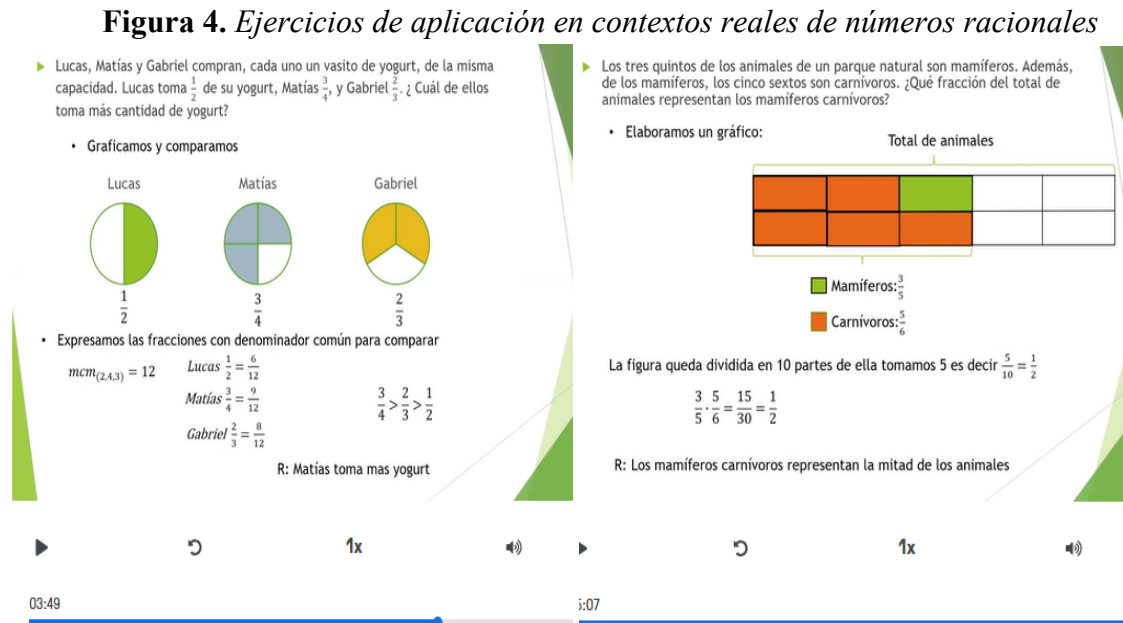 Figura 4. Ejercicios de aplicación en contextos reales de números racionales
Lucas, Matías y Gabriel compran, cada uno un vasito de yogurt, de la misma
capacidad. Lucas toma 1/2 de su yogurt, Matías 3/4, y Gabriel 2/3. ¿ Cuál de ellos
toma más cantidad de yogurt?
• Graficamos y comparamos
Lucas Matías Gabriel
1/2 3/4 2/3
• Expresamos las fracciones con denominador común para comparar
mcm(2,4,3) = 12
Lucas 1/2 = 6/12
Matías 3/4 = 9/12
Gabriel 2/3 = 8/12
3/4 > 2/3 > 1/2
R: Matías toma mas yogurt
1x
03:49
Los tres quintos de los animales de un parque natural son mamíferos. Además,
de los mamíferos, los cinco sextos son carnívoros. ¿Qué fracción del total de
animales representan los mamíferos carnívoros?
• Elaboramos un gráfico:
Total de animales
Mamíferos: 3/5
Carnívoros: 5/6
La figura queda dividida en 10 partes de ella tomamos 5 es decir 5/10 = 1/2
3/5 · 5/6 = 15/30 = 1/2
R: Los mamíferos carnívoros representan la mitad de los animales
1x
5:07